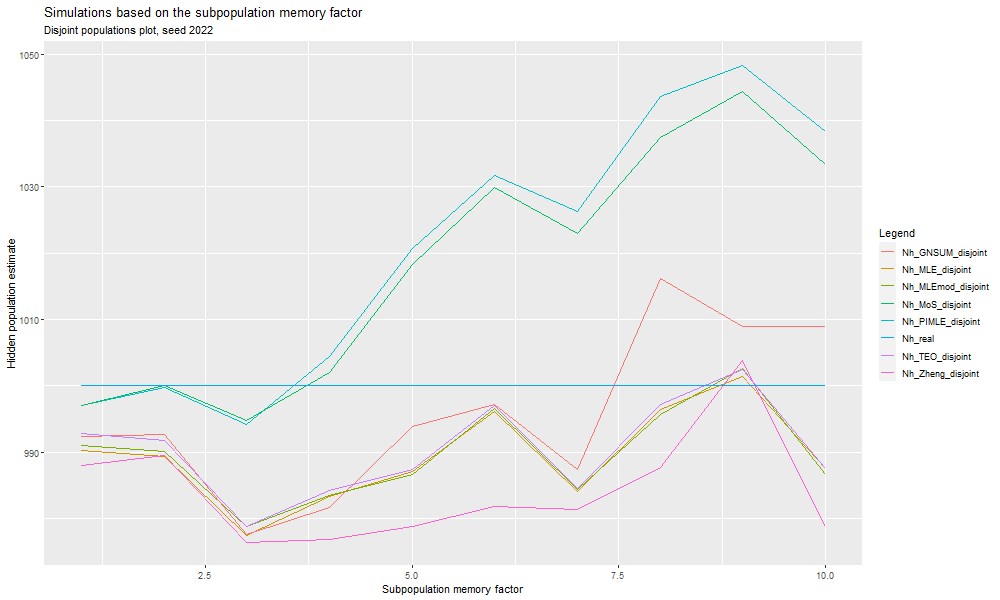 Simulations based on the subpopulation memory factor
Disjoint populations plot, seed 2022
1050
1030
1010
990
Hidden population estimate
2.5
5.0
7.5
10.0
Subpopulation memory factor
Legend
Nh_GNSUM_disjoint
Nh_MLE_disjoint
Nh_MLEmod_disjoint
Nh_MoS_disjoint
Nh_PIMLE_disjoint
Nh_real
Nh_TEO_disjoint
Nh_Zheng_disjoint